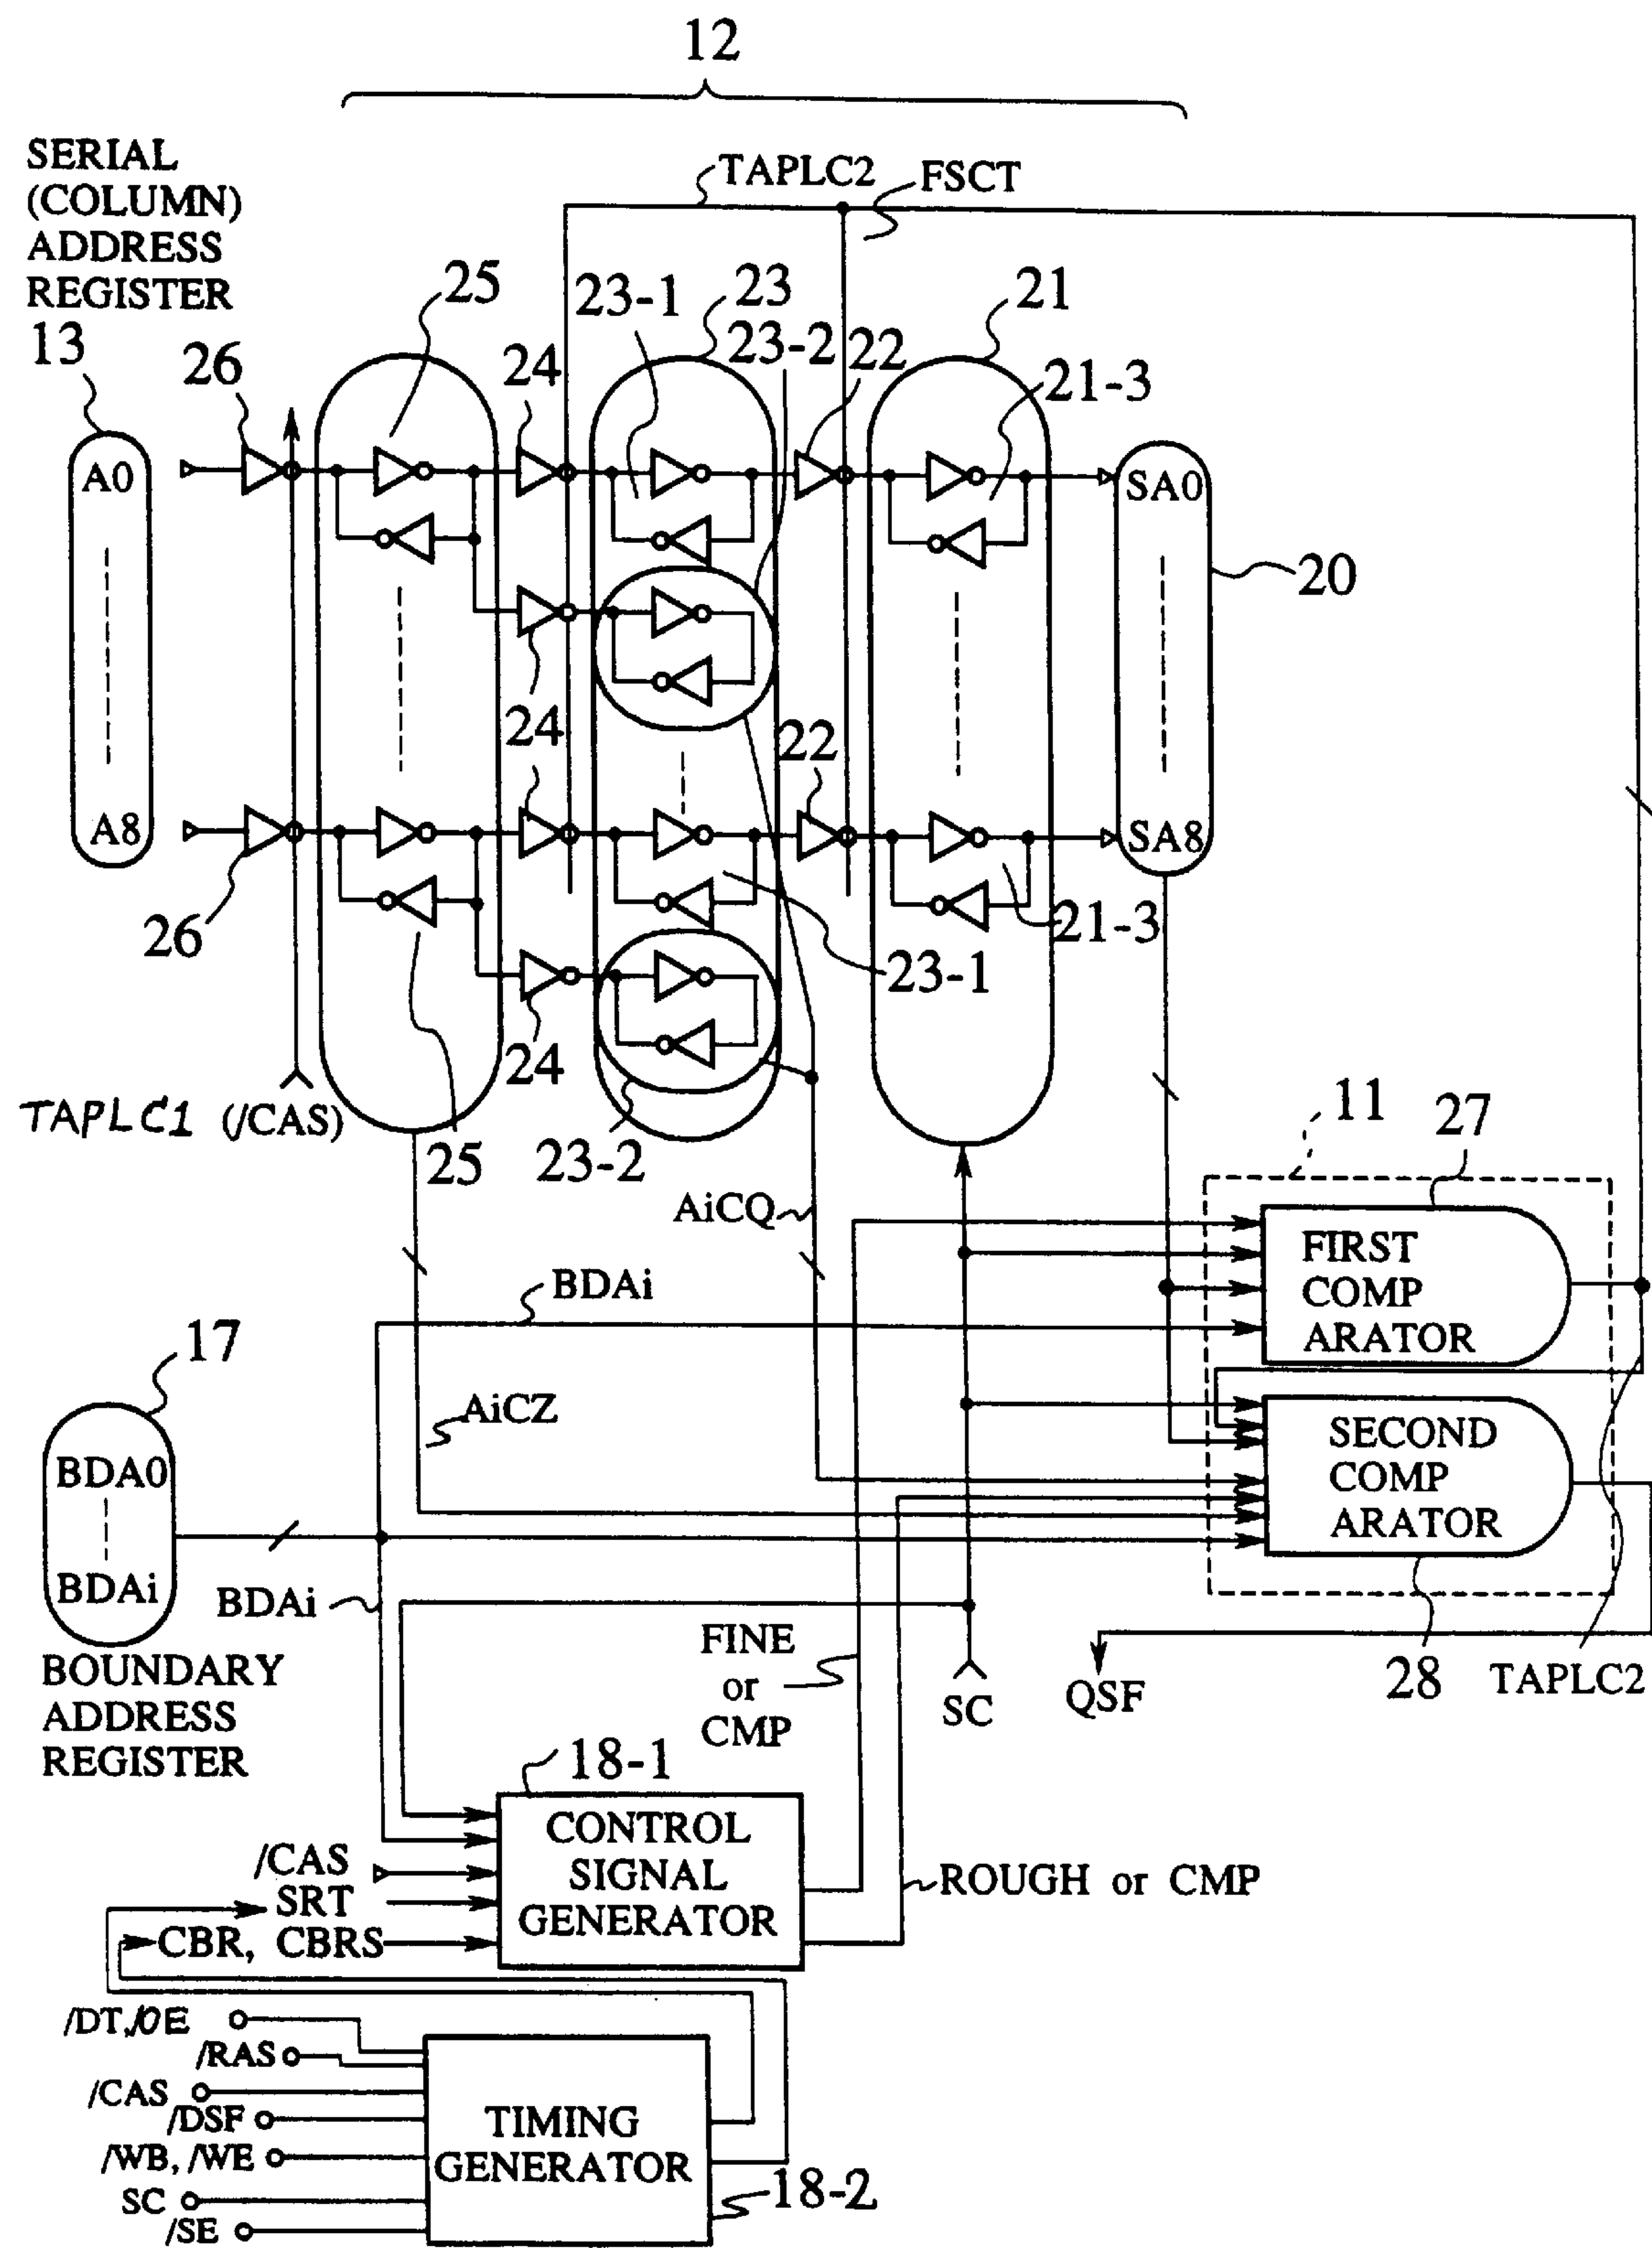 12
SERIAL
(COLUMN)
ADDRESS
REGISTER
13
TAPLC2
FSCT
25
23-1
23
23-2
22
21
21-3
26
24
A0
SA0
20
24
22
A8
SA8
26
21-3
23-1
24
TAPLC1 (/CAS)
25
23-2
11
27
AiCQ
FIRST
COMP
ARATOR
BDAi
17
AiCZ
SECOND
COMP
ARATOR
BDA0
BDAi
BDAi
BOUNDARY
ADDRESS
REGISTER
FINE
or
CMP
SC
QSF
28
TAPLC2
18-1
CONTROL
SIGNAL
GENERATOR
/CAS
SRT
CBR, CBRS
ROUGH or CMP
/DT,/OE
/RAS
/CAS
/DSF
/WB, /WE
SC
/SE
TIMING
GENERATOR
18-2